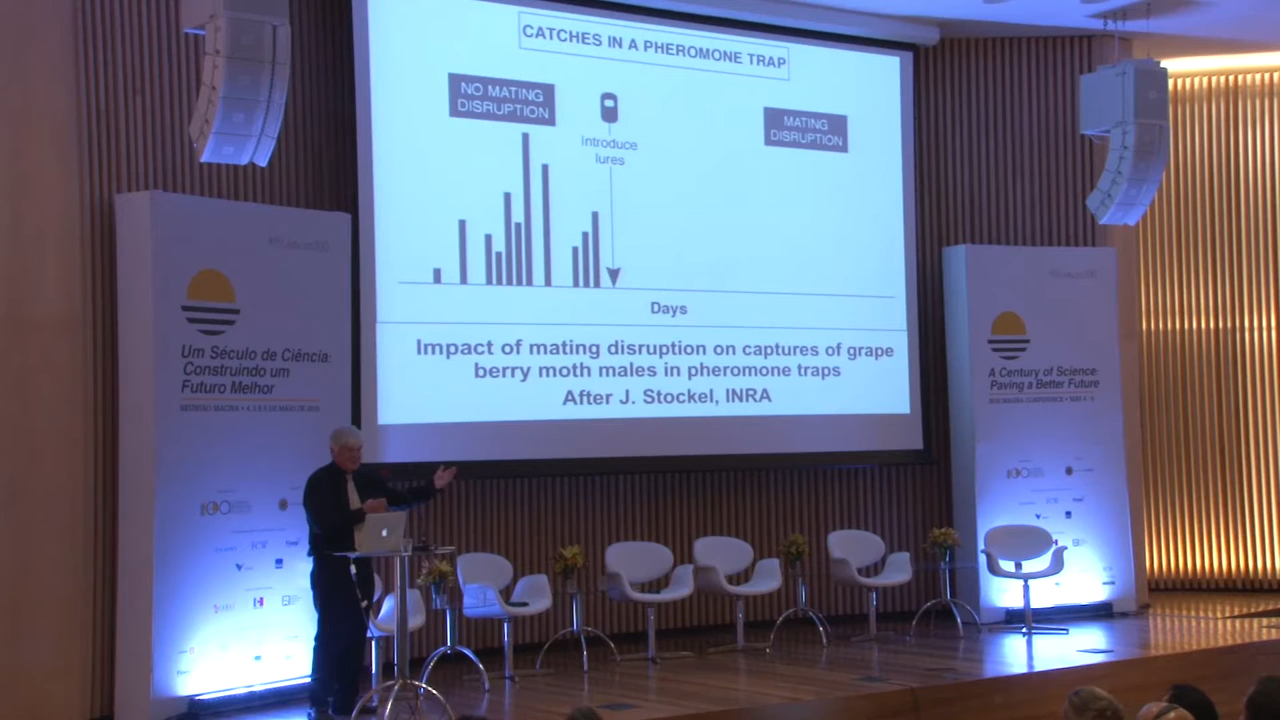 CATCHES IN A PHEROMONE TRAP
NO MATING
DISRUPTION
Introduce
lures
MATING
DISRUPTION
Days
Impact of mating disruption on captures of grape
berry moth males in pheromone traps
After J. Stockel, INRA
Um Século de Ciência:
Construindo um
Futuro Melhor
A Century of Science:
Paving a Better Future